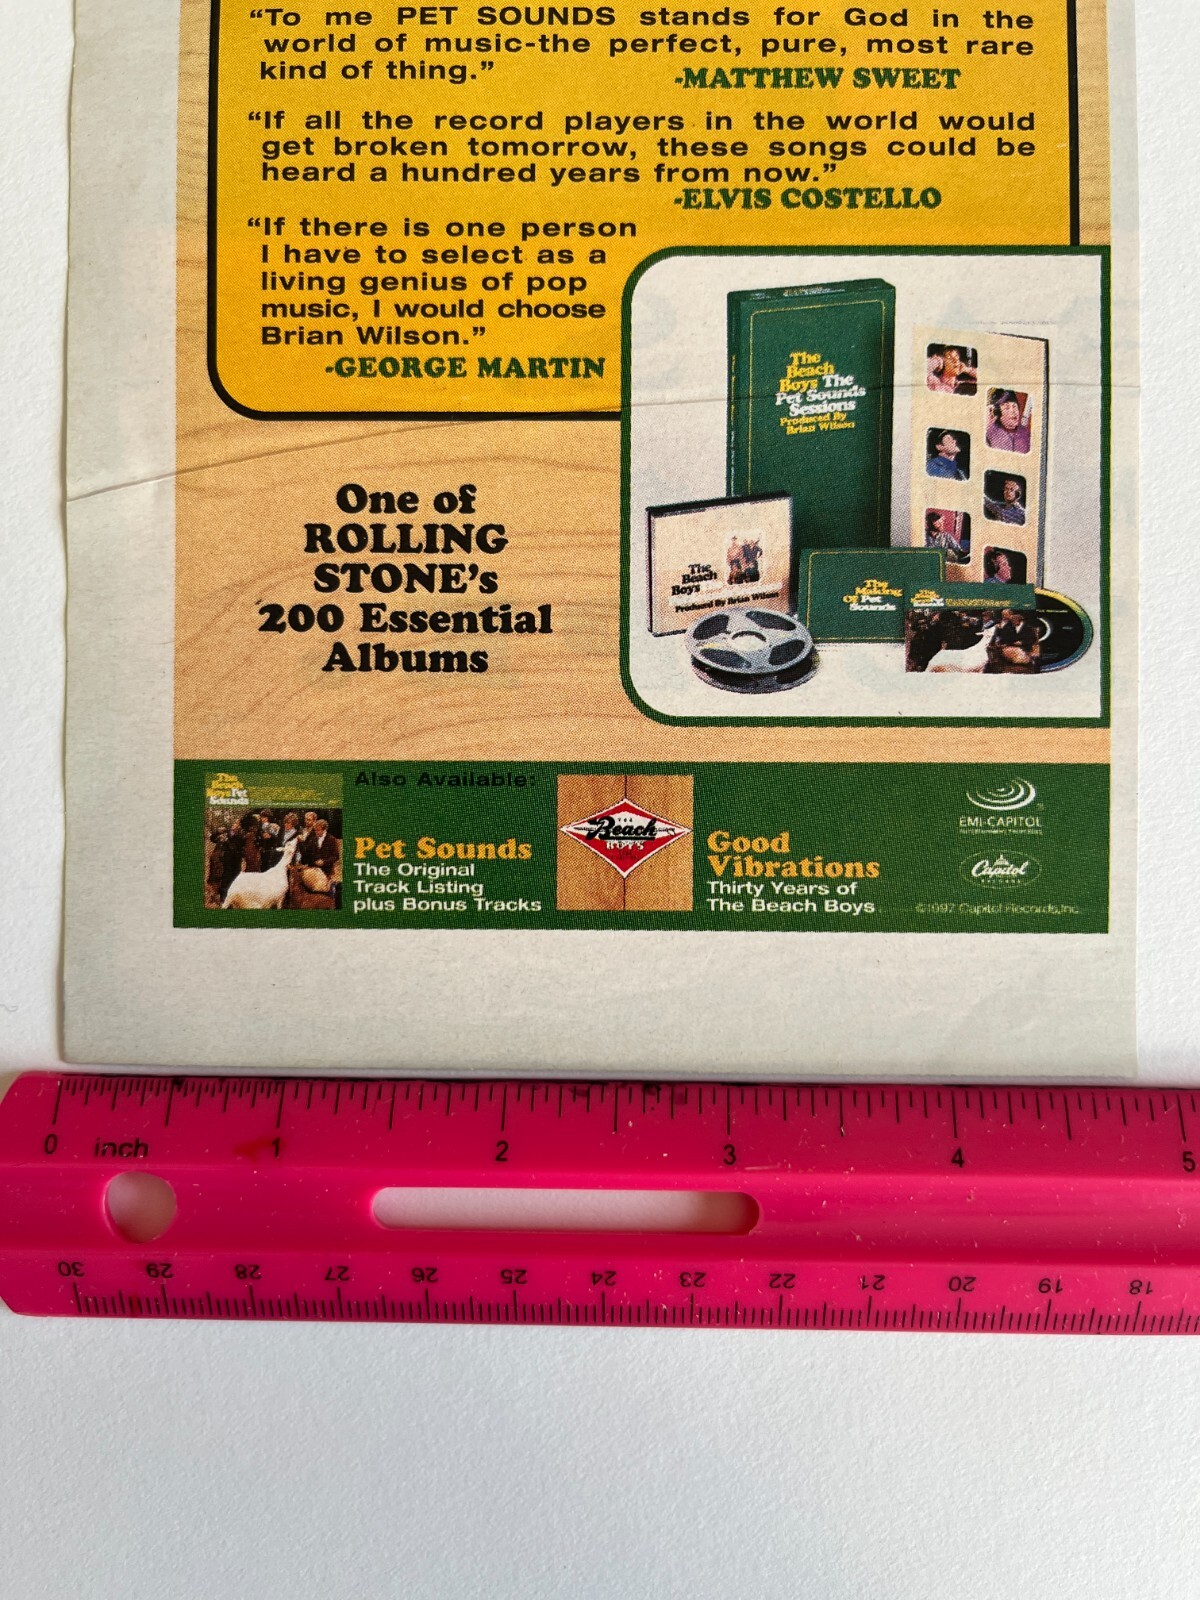 “To me PET SOUNDS stands for God in the
world of music-the perfect, pure, most rare
kind of thing.”
-MATTHEW SWEET
“If all the record players in the world would
get broken tomorrow, these songs could be
heard a hundred years from now.”
-ELVIS COSTELLO
“If there is one person
I have to select as a
living genius of pop
music, I would choose
Brian Wilson.”
-GEORGE MARTIN
The
Beach
Boys The
Pet Sounds
Sessions
Produced By
Brian Wilson
The
Beach
Boys
Produced By Brian Wilson
The
Making
Of Pet
Sounds
One of
ROLLING
STONE’s
200 Essential
Albums
Also Available:
The
Beach
Boys Pet
Sounds
Pet Sounds
The Original
Track Listing
plus Bonus Tracks
THE
Beach
BOYS
Good
Vibrations
Thirty Years of
The Beach Boys
EMI-CAPITOL
Capitol
RECORDS
©1997 Capitol Records, Inc.
0 inch 1 2 3 4 5
30 29 28 27 26 25 24 23 22 21 20 19 18